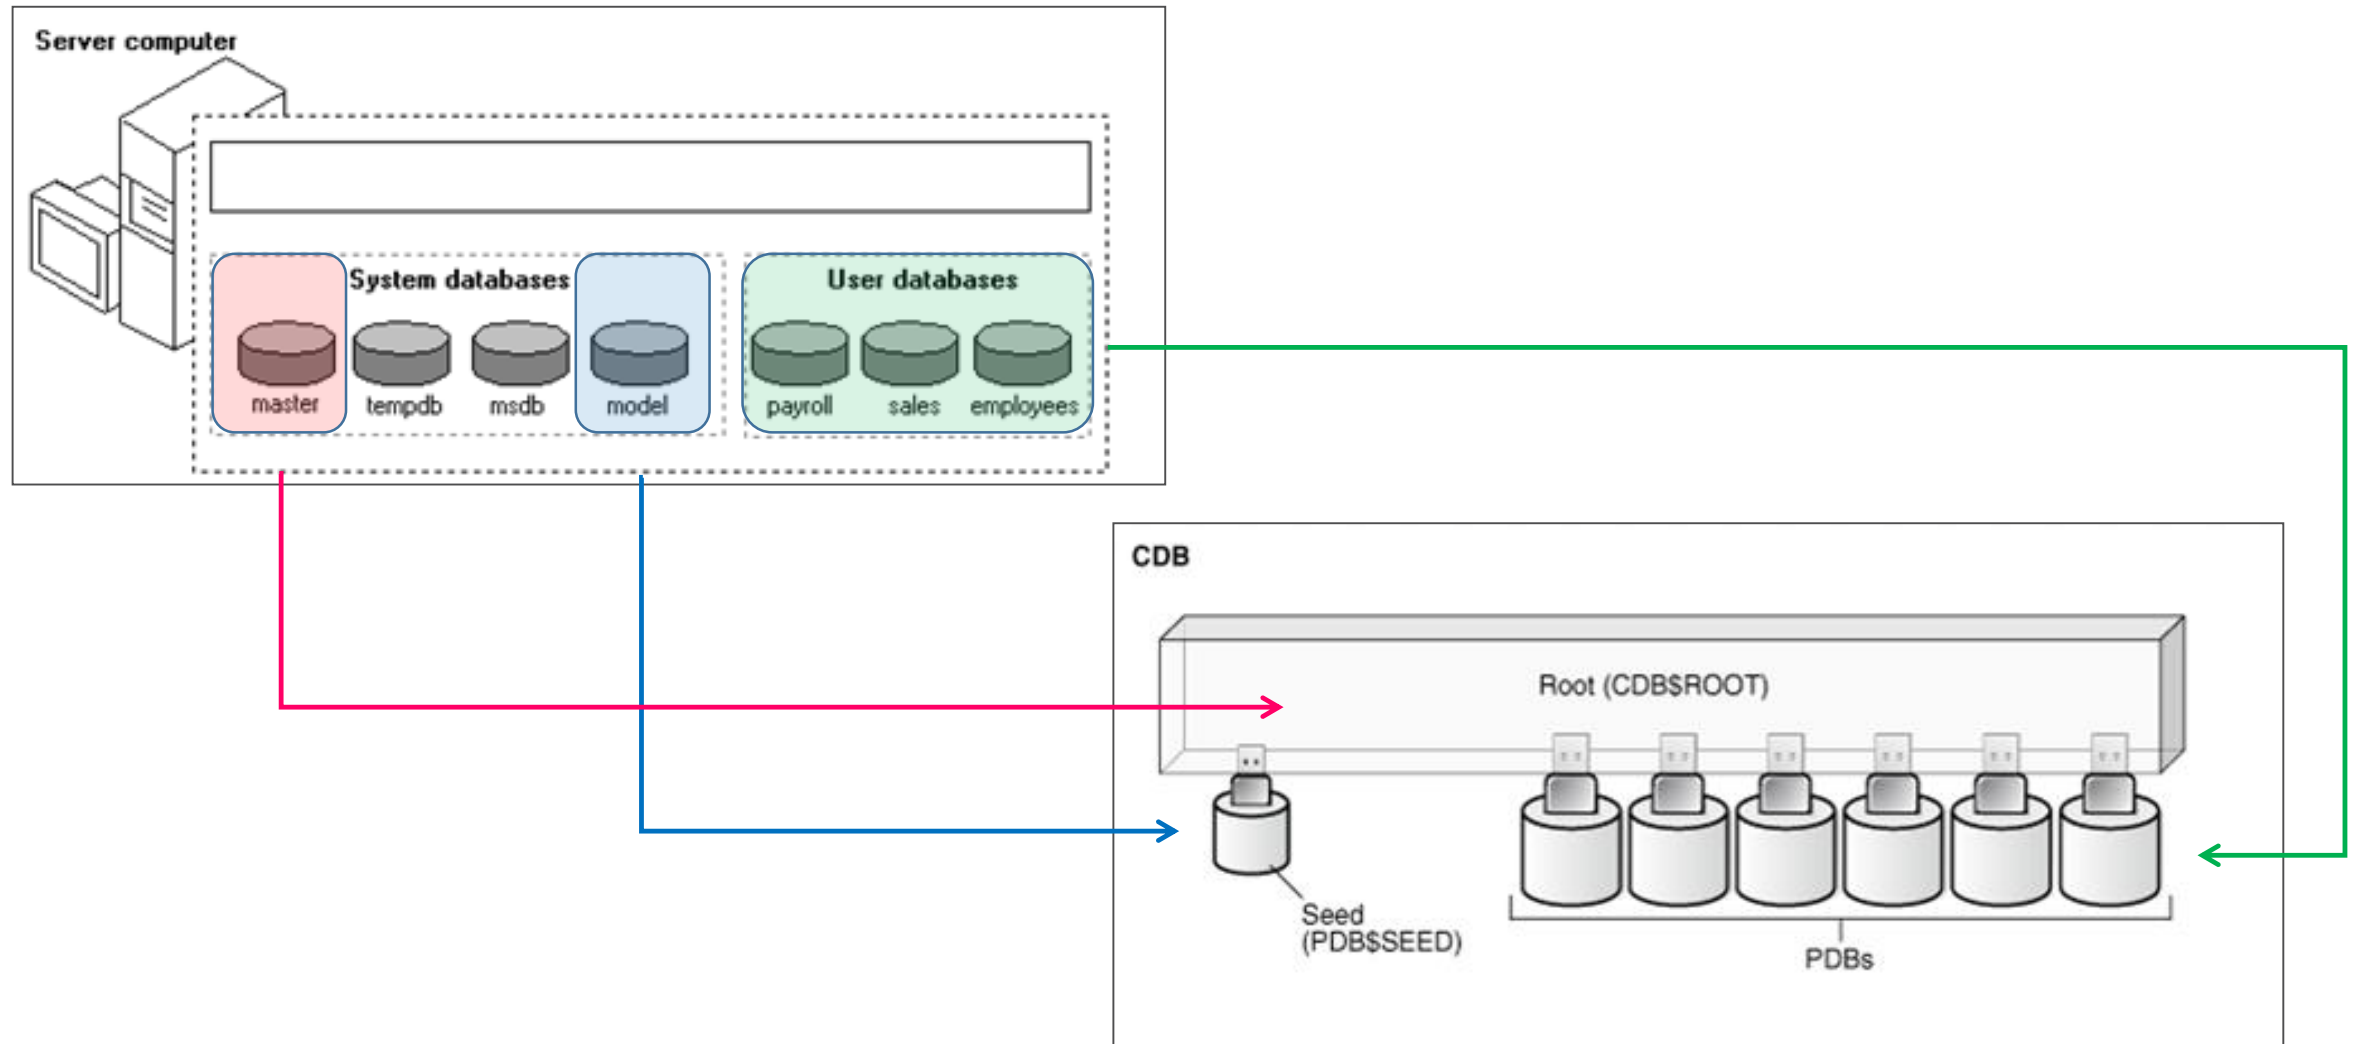 Server computer
System databases
User databases
master
tempdb
msdb
model
payroll
sales
employees
CDB
Root (CDB$ROOT)
Seed
(PDB$SEED)
PDBs